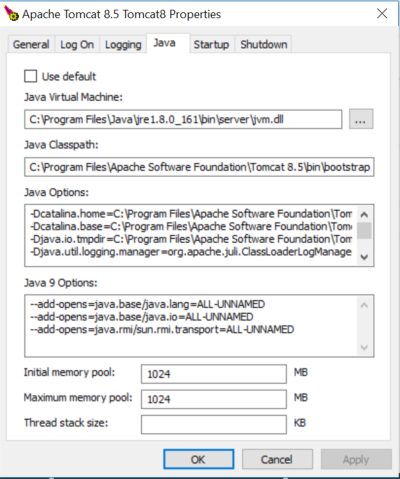 Apache Tomcat 8.5 Tomcat8 Properties
General Log On Logging Java Startup Shutdown
Use default
Java Virtual Machine:
C:\Program Files\Java\jre1.8.0_161\bin\server\jvm.dll
...
Java Classpath:
C:\Program Files\Apache Software Foundation\Tomcat 8.5\bin\bootstrap
Java Options:
-Dcatalina.home=C:\Program Files\Apache Software Foundation\Tom
-Dcatalina.base=C:\Program Files\Apache Software Foundation\Tom
-Djava.io.tmpdir=C:\Program Files\Apache Software Foundation\Tom
-Djava.util.logging.manager=org.apache.juli.ClassLoaderLogManage
Java 9 Options:
--add-opens=java.base/java.lang=ALL-UNNAMED
--add-opens=java.base/java.io=ALL-UNNAMED
--add-opens=java.rmi/sun.rmi.transport=ALL-UNNAMED
Initial memory pool: 1024 MB
Maximum memory pool: 1024 MB
Thread stack size: KB
OK Cancel Apply